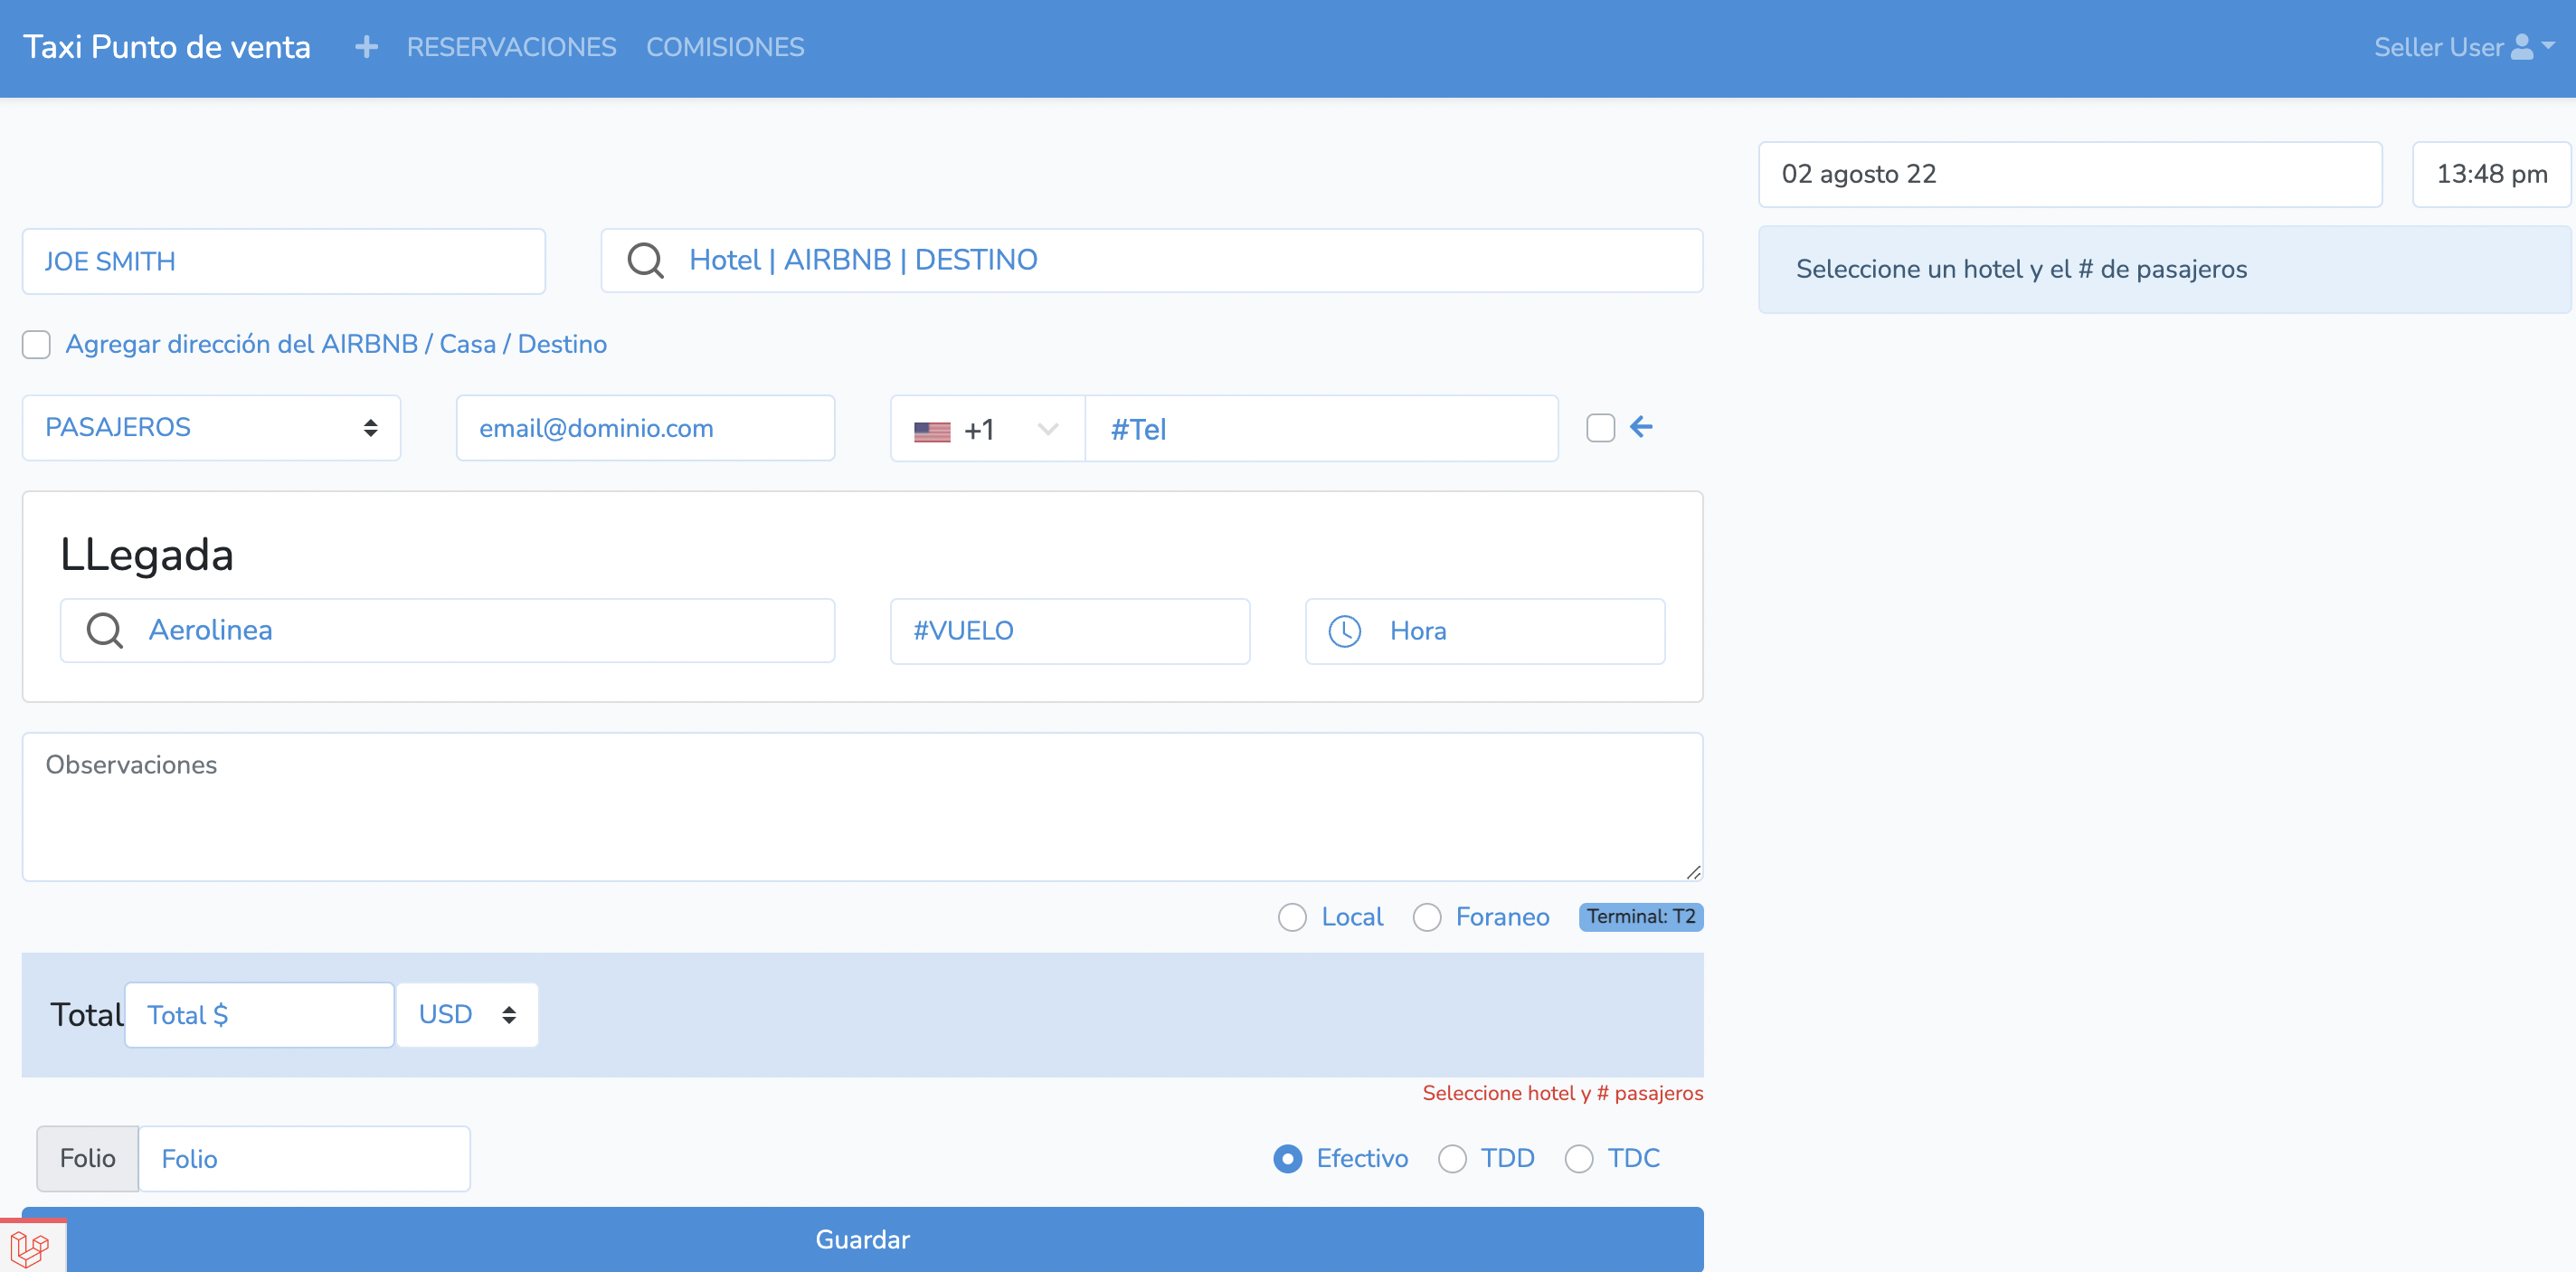 Taxi Punto de venta RESERVACIONES COMISIONES Seller User
02 agosto 22 13:48 pm
JOE SMITH Hotel | AIRBNB | DESTINO
Seleccione un hotel y el # de pasajeros
Agregar dirección del AIRBNB / Casa / Destino
PASAJEROS email@dominio.com +1 #Tel
LLegada
Aerolinea #VUELO Hora
Observaciones
Local Foraneo Terminal: T2
Total Total $ USD
Seleccione hotel y # pasajeros
Folio Folio Efectivo TDD TDC
Guardar